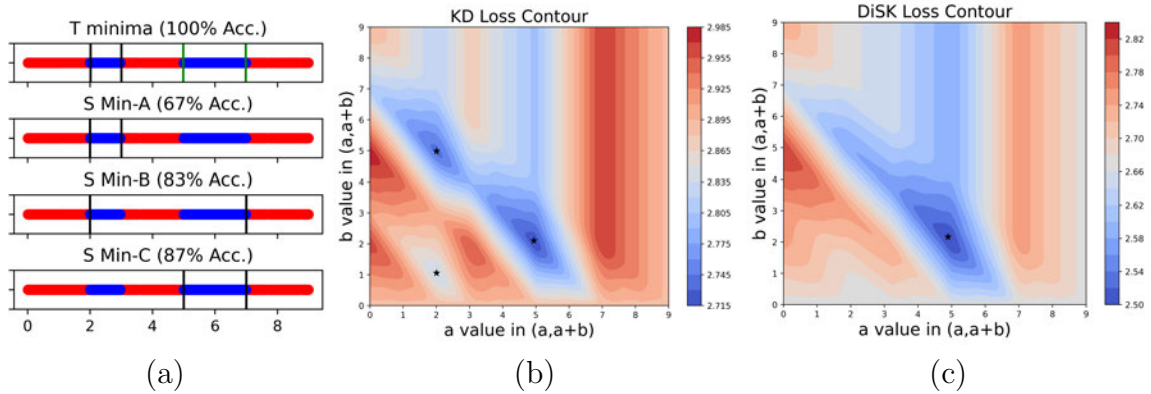 T minima (100% Acc.)
S Min-A (67% Acc.)
S Min-B (83% Acc.)
S Min-C (87% Acc.)
0 2 4 6 8
(a)
KD Loss Contour
9
8
7
6
5
4
3
2
1
0
b value in (a,a+b)
0 1 2 3 4 5 6 7 8 9
a value in (a,a+b)
2.985
2.955
2.925
2.895
2.865
2.835
2.805
2.775
2.745
2.715
(b)
DiSK Loss Contour
9
8
7
6
5
4
3
2
1
0
b value in (a,a+b)
0 1 2 3 4 5 6 7 8 9
a value in (a,a+b)
2.82
2.78
2.74
2.70
2.66
2.62
2.58
2.54
2.50
(c)